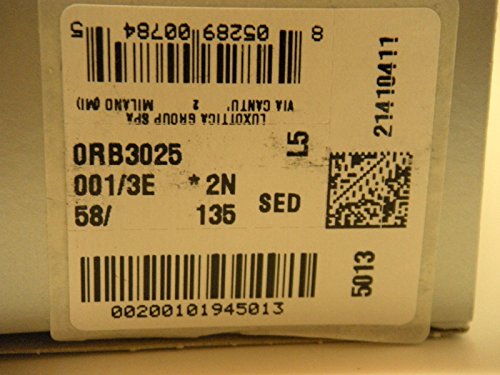 8 05289 00784 5
LUXOTTICA GROUP SPA
VIA CANTU' 2 MILANO (MI)
0RB3025
L5
001/3E * 2N
58/ 135
SED
21410411
5013
00200101945013